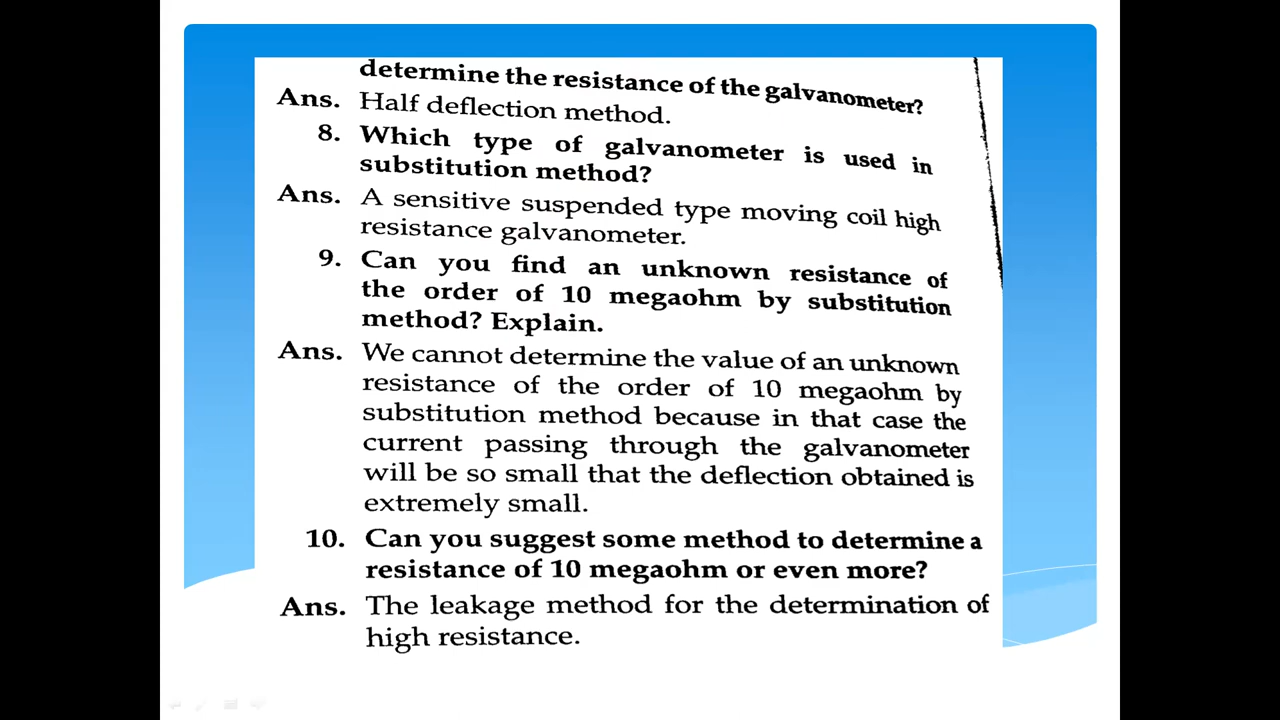 determine the resistance of the galvanometer?
Ans. Half deflection method.
8. Which type of galvanometer is used in
substitution method?
Ans. A sensitive suspended type moving coil high
resistance galvanometer.
9. Can you find an unknown resistance of
the order of 10 megaohm by substitution
method? Explain.
Ans. We cannot determine the value of an unknown
resistance of the order of 10 megaohm by
substitution method because in that case the
current passing through the galvanometer
will be so small that the deflection obtained is
extremely small.
10. Can you suggest some method to determine a
resistance of 10 megaohm or even more?
Ans. The leakage method for the determination of
high resistance.